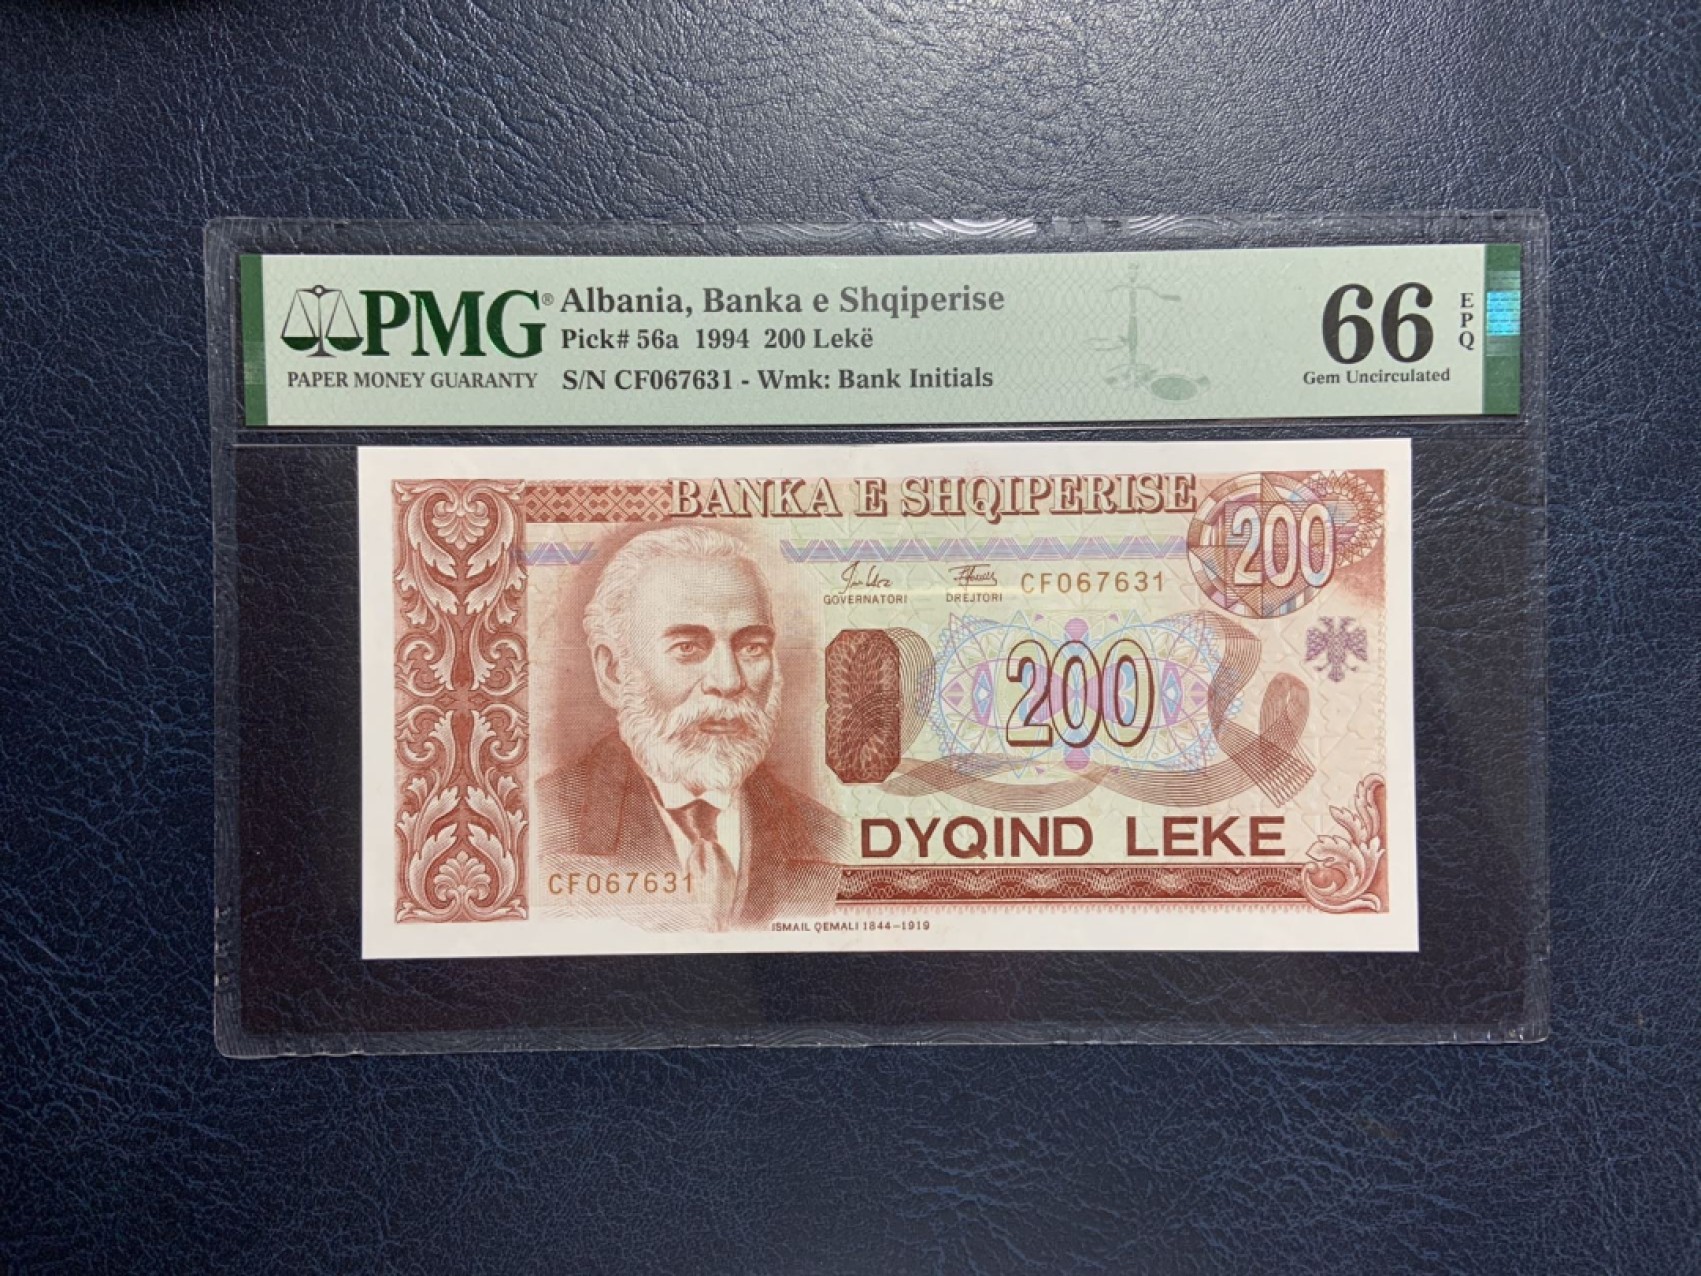 PMG®
PAPER MONEY GUARANTY
Albania, Banka e Shqiperise
Pick# 56a 1994 200 Lekë
S/N CF067631 - Wmk: Bank Initials
66
EPQ
Gem Uncirculated
BANKA E SHQIPERISE
200
GOVERNATORI
DREJTORI
CF067631
200
DYQIND LEKE
CF067631
ISMAIL QEMALI 1844-1919